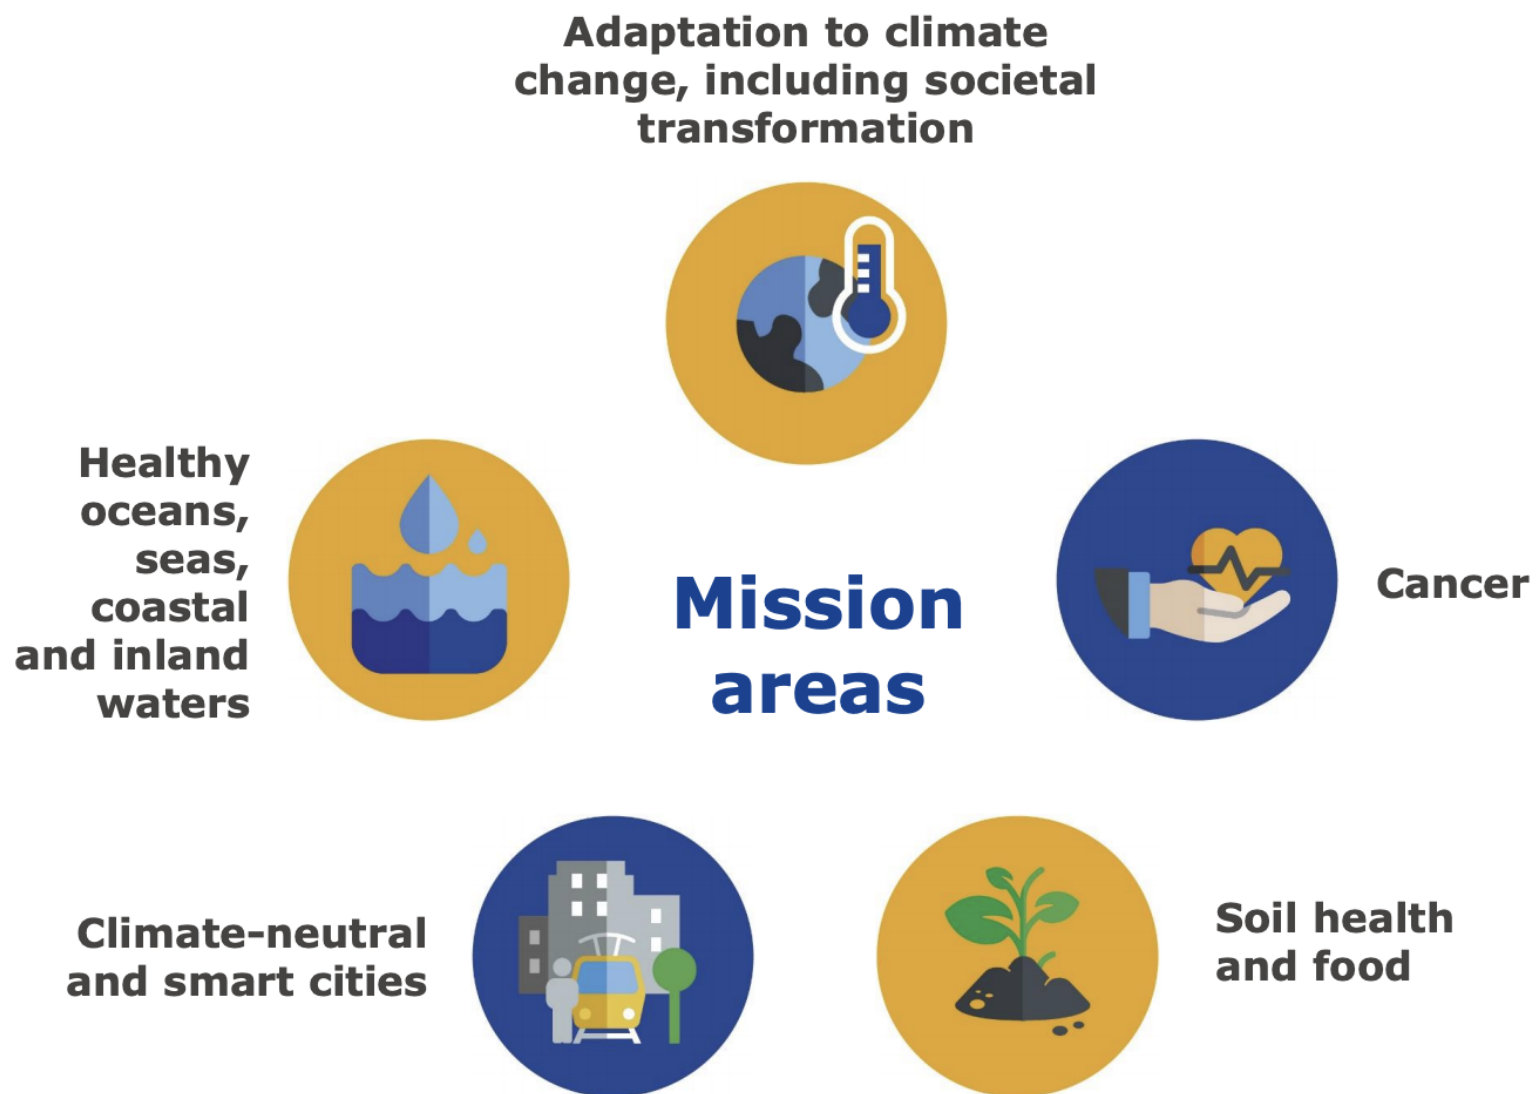 Adaptation to climate
change, including societal
transformation
Healthy
oceans,
seas,
coastal
and inland
waters
Mission
areas
Cancer
Climate-neutral
and smart cities
Soil health
and food